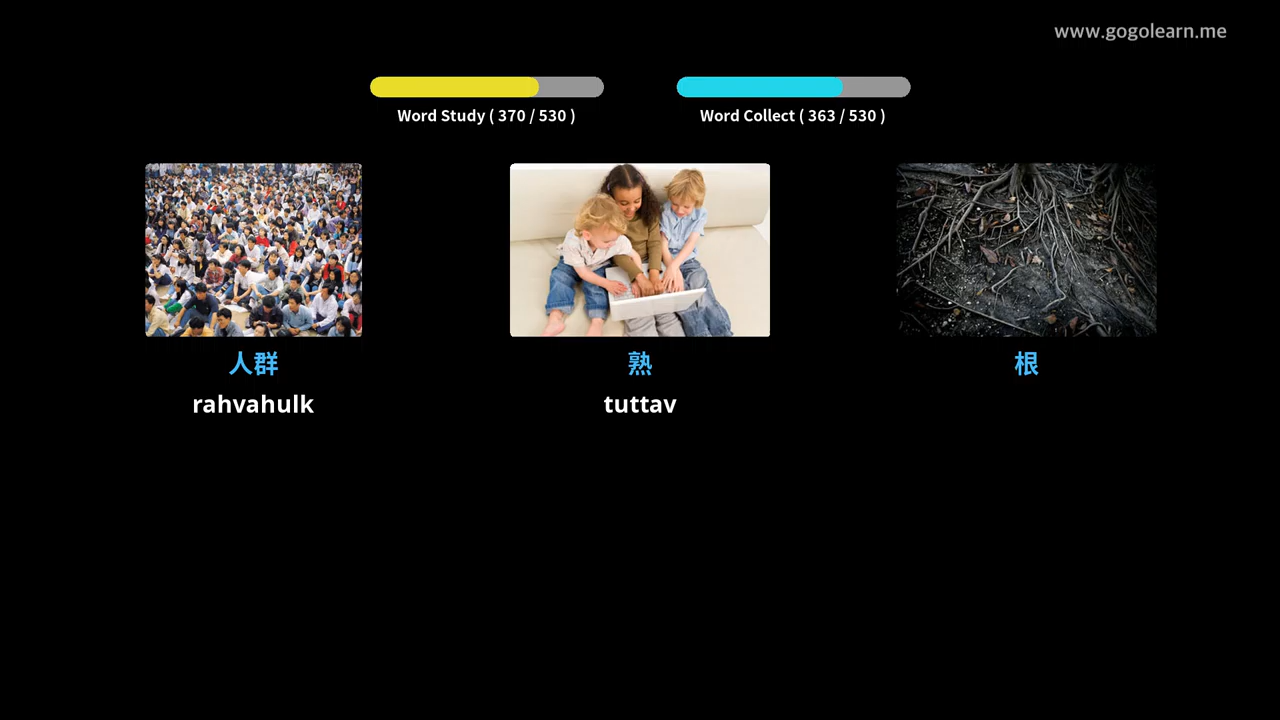 www.gogolearn.me
Word Study ( 370 / 530 )
Word Collect ( 363 / 530 )
人群
熟
根
rahvahulk
tuttav